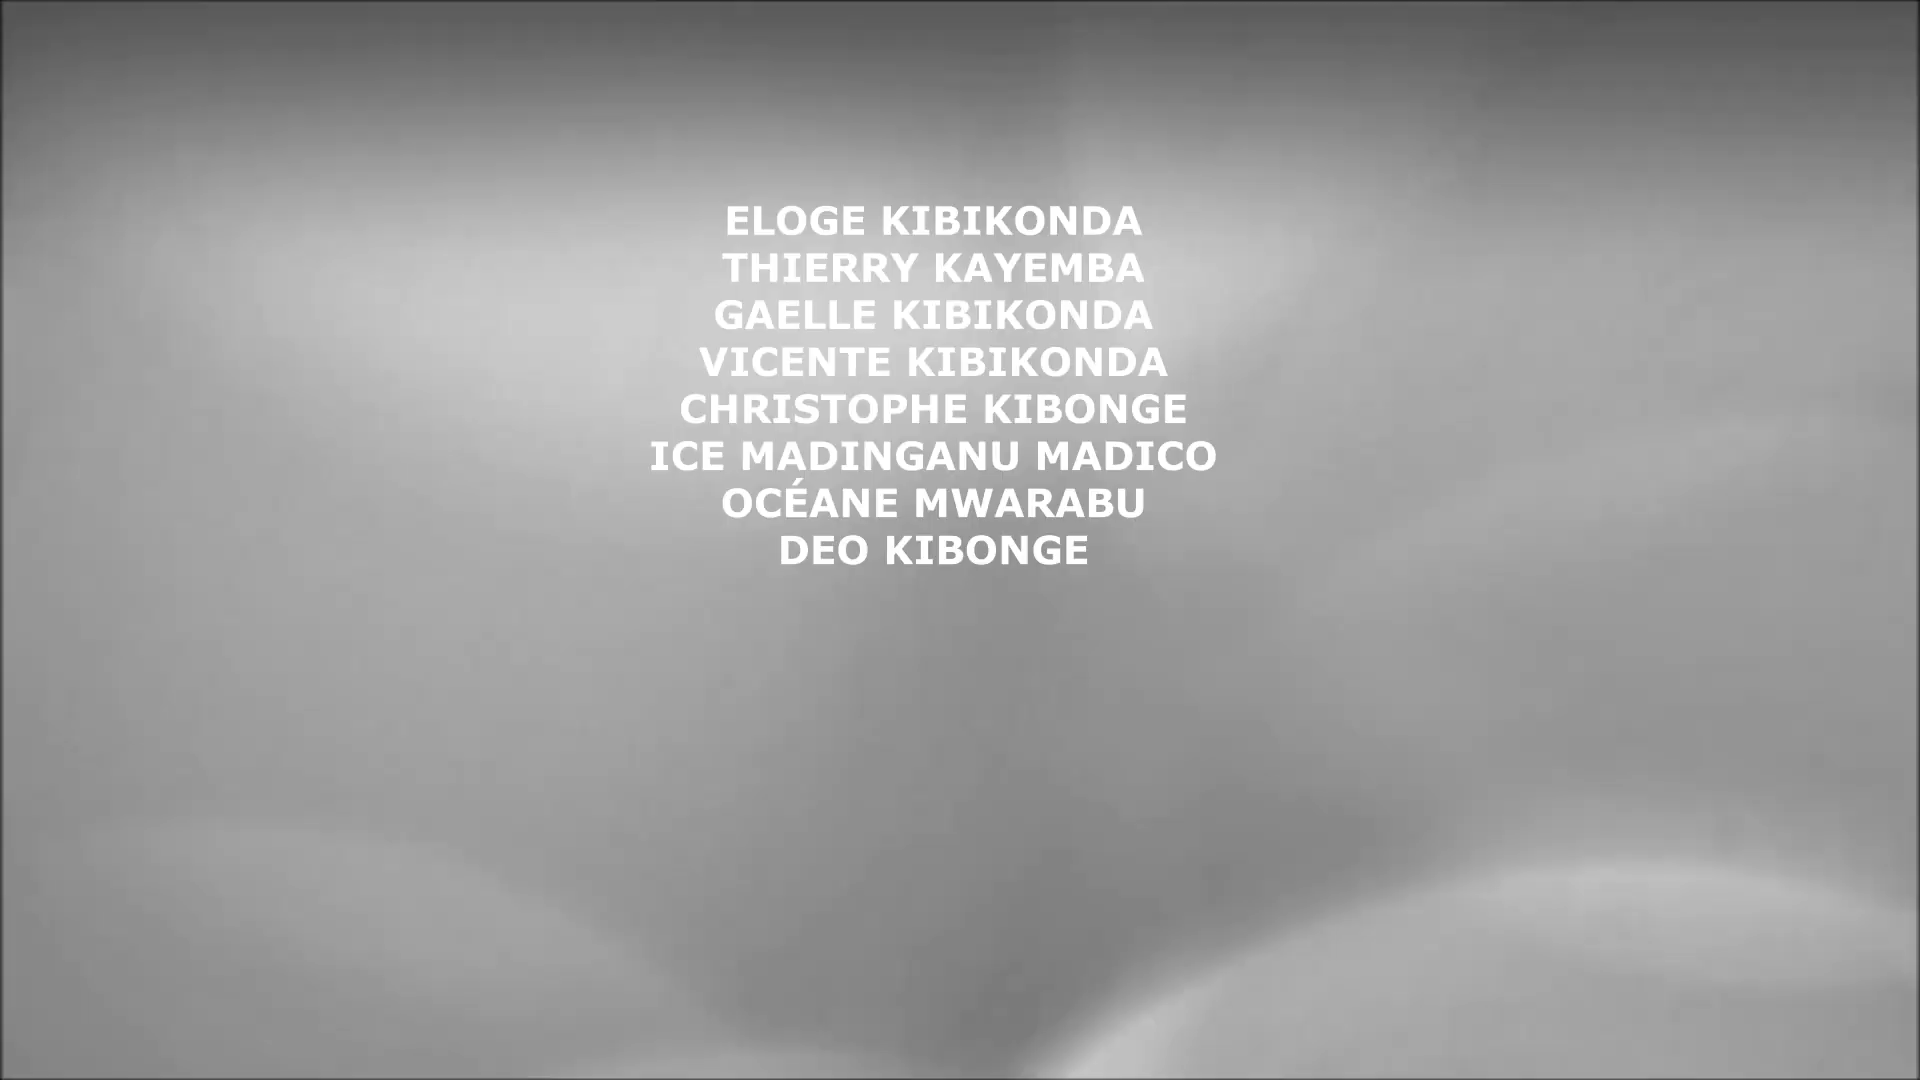 ELOGE KIBIKONDA
THIERRY KAYEMBA
GAELLE KIBIKONDA
VICENTE KIBIKONDA
CHRISTOPHE KIBONGE
ICE MADINGANU MADICO
OCÉANE MWARABU
DEO KIBONGE